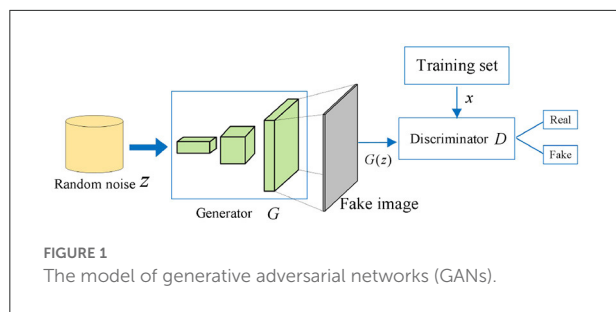 Training set
x
Real
Discriminator D
Fake
G(z)
Random noise z
Generator G
Fake image
FIGURE 1
The model of generative adversarial networks (GANs).